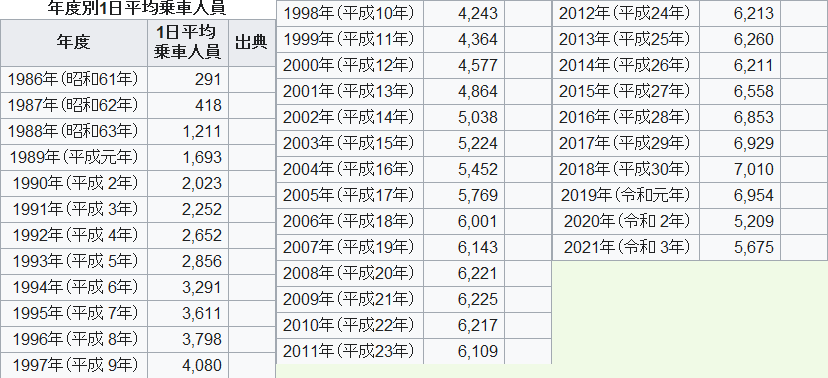 年度別1日平均乗車人員
年度 1日平均乗車人員 出典
1986年(昭和61年) 291
1987年(昭和62年) 418
1988年(昭和63年) 1,211
1989年(平成元年) 1,693
1990年(平成 2年) 2,023
1991年(平成 3年) 2,252
1992年(平成 4年) 2,652
1993年(平成 5年) 2,856
1994年(平成 6年) 3,291
1995年(平成 7年) 3,611
1996年(平成 8年) 3,798
1997年(平成 9年) 4,080
1998年(平成10年) 4,243
1999年(平成11年) 4,364
2000年(平成12年) 4,577
2001年(平成13年) 4,864
2002年(平成14年) 5,038
2003年(平成15年) 5,224
2004年(平成16年) 5,452
2005年(平成17年) 5,769
2006年(平成18年) 6,001
2007年(平成19年) 6,143
2008年(平成20年) 6,221
2009年(平成21年) 6,225
2010年(平成22年) 6,217
2011年(平成23年) 6,109
2012年(平成24年) 6,213
2013年(平成25年) 6,260
2014年(平成26年) 6,211
2015年(平成27年) 6,558
2016年(平成28年) 6,853
2017年(平成29年) 6,929
2018年(平成30年) 7,010
2019年(令和元年) 6,954
2020年(令和 2年) 5,209
2021年(令和 3年) 5,675